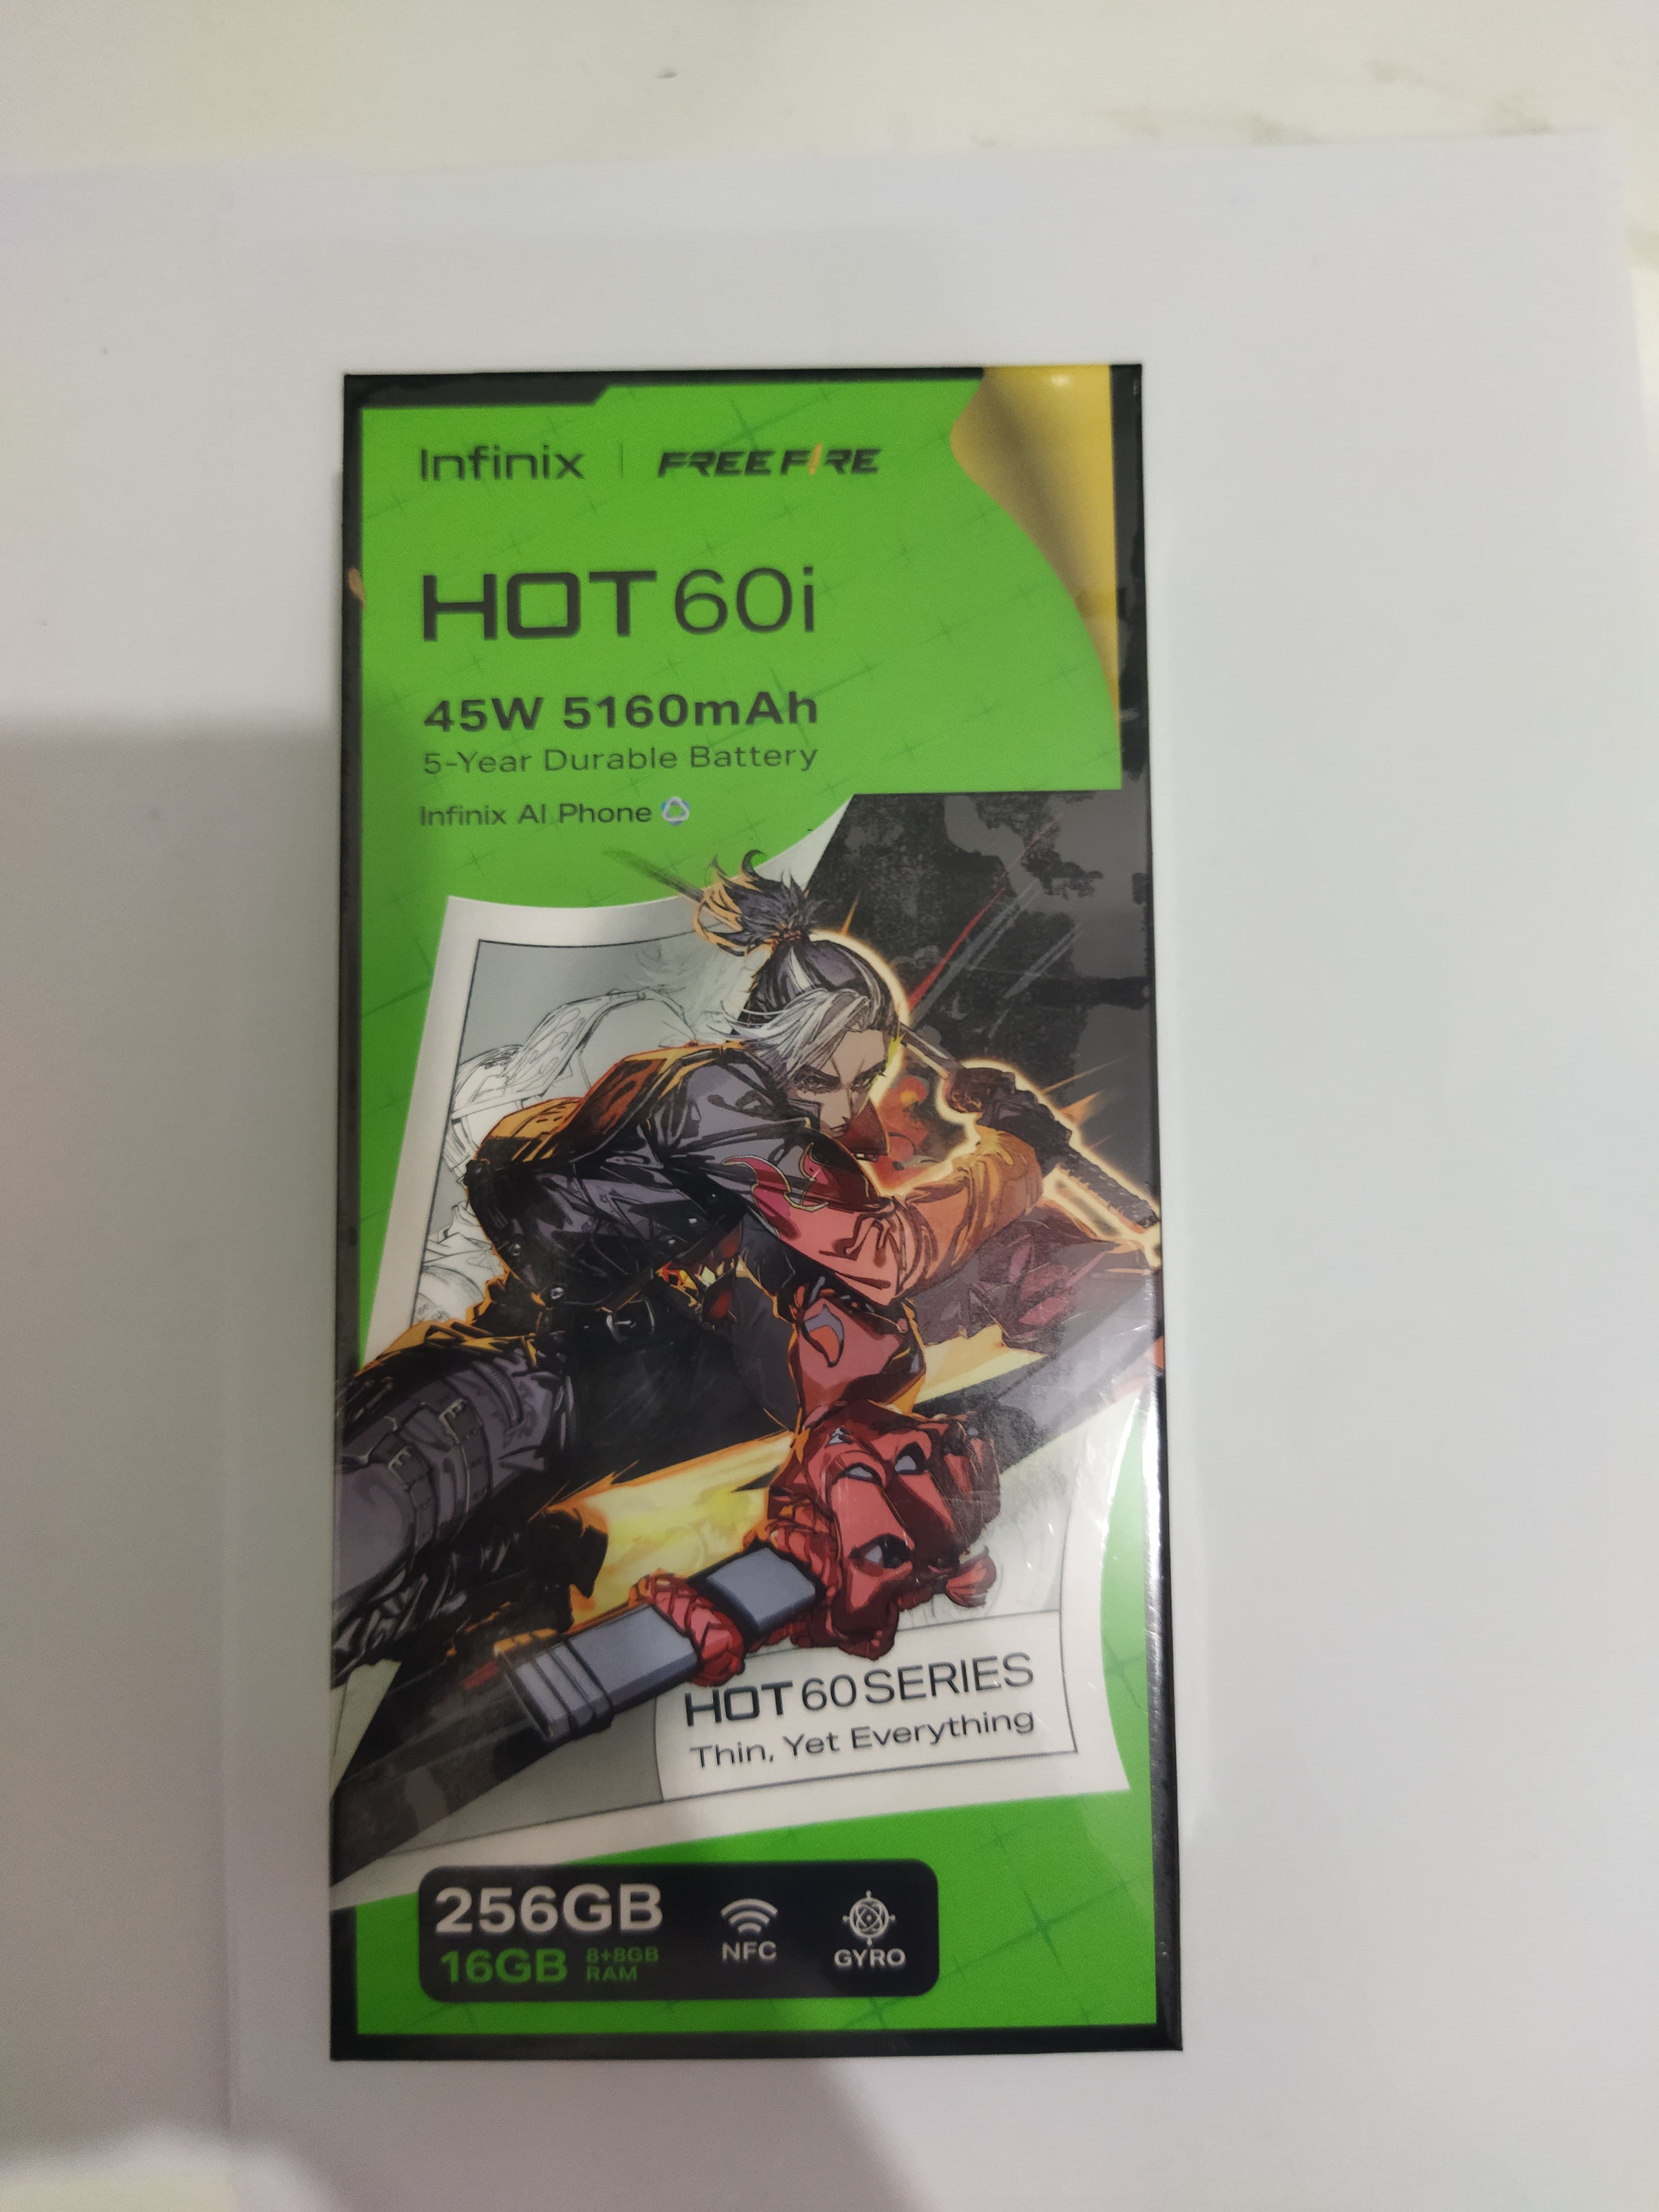 Infinix | FREE FIRE
HOT 60i
45W 5160mAh
5-Year Durable Battery
Infinix AI Phone
HOT 60 SERIES
Thin, Yet Everything
256GB
16GB 8+8GB RAM
NFC
GYRO